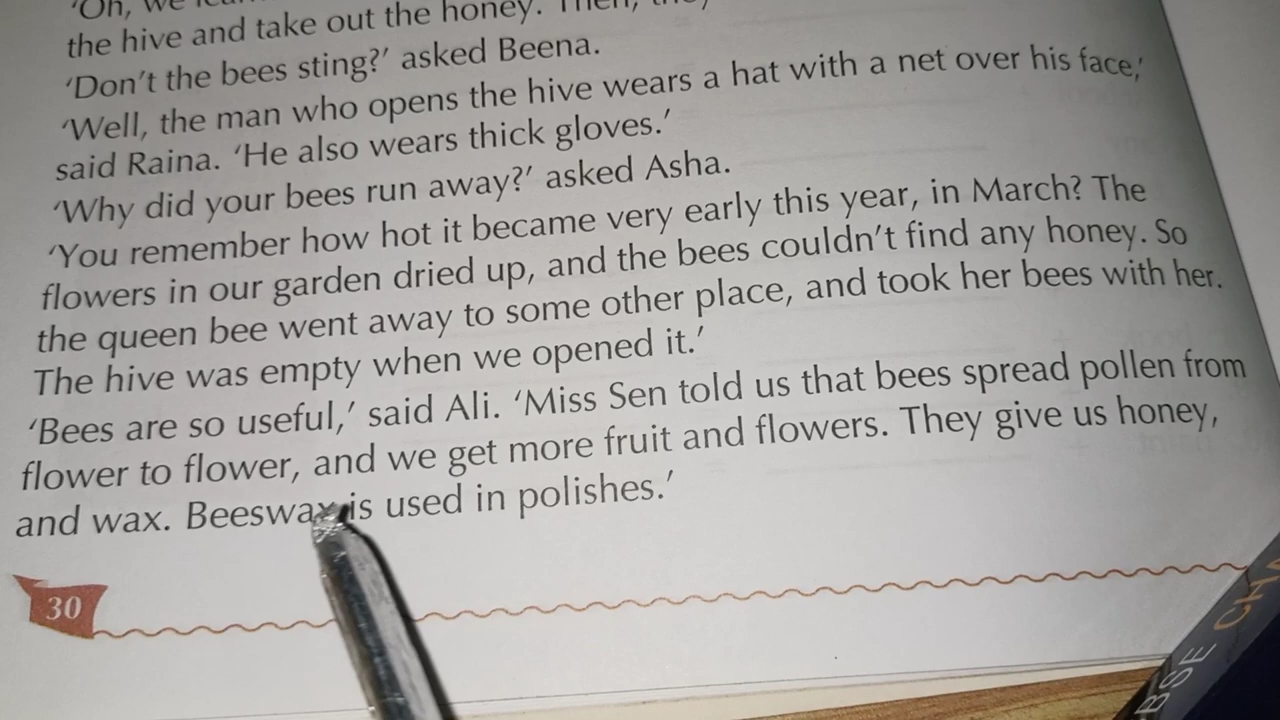 'Oh, we
the hive and take out the honey. Then, they
'Don't the bees sting?' asked Beena.
'Well, the man who opens the hive wears a hat with a net over his face,'
said Raina. 'He also wears thick gloves.'
'Why did your bees run away?' asked Asha.
'You remember how hot it became very early this year, in March? The
flowers in our garden dried up, and the bees couldn't find any honey. So
the queen bee went away to some other place, and took her bees with her.
The hive was empty when we opened it.'
'Bees are so useful,' said Ali. 'Miss Sen told us that bees spread pollen from
flower to flower, and we get more fruit and flowers. They give us honey,
and wax. Beeswax is used in polishes.'
30